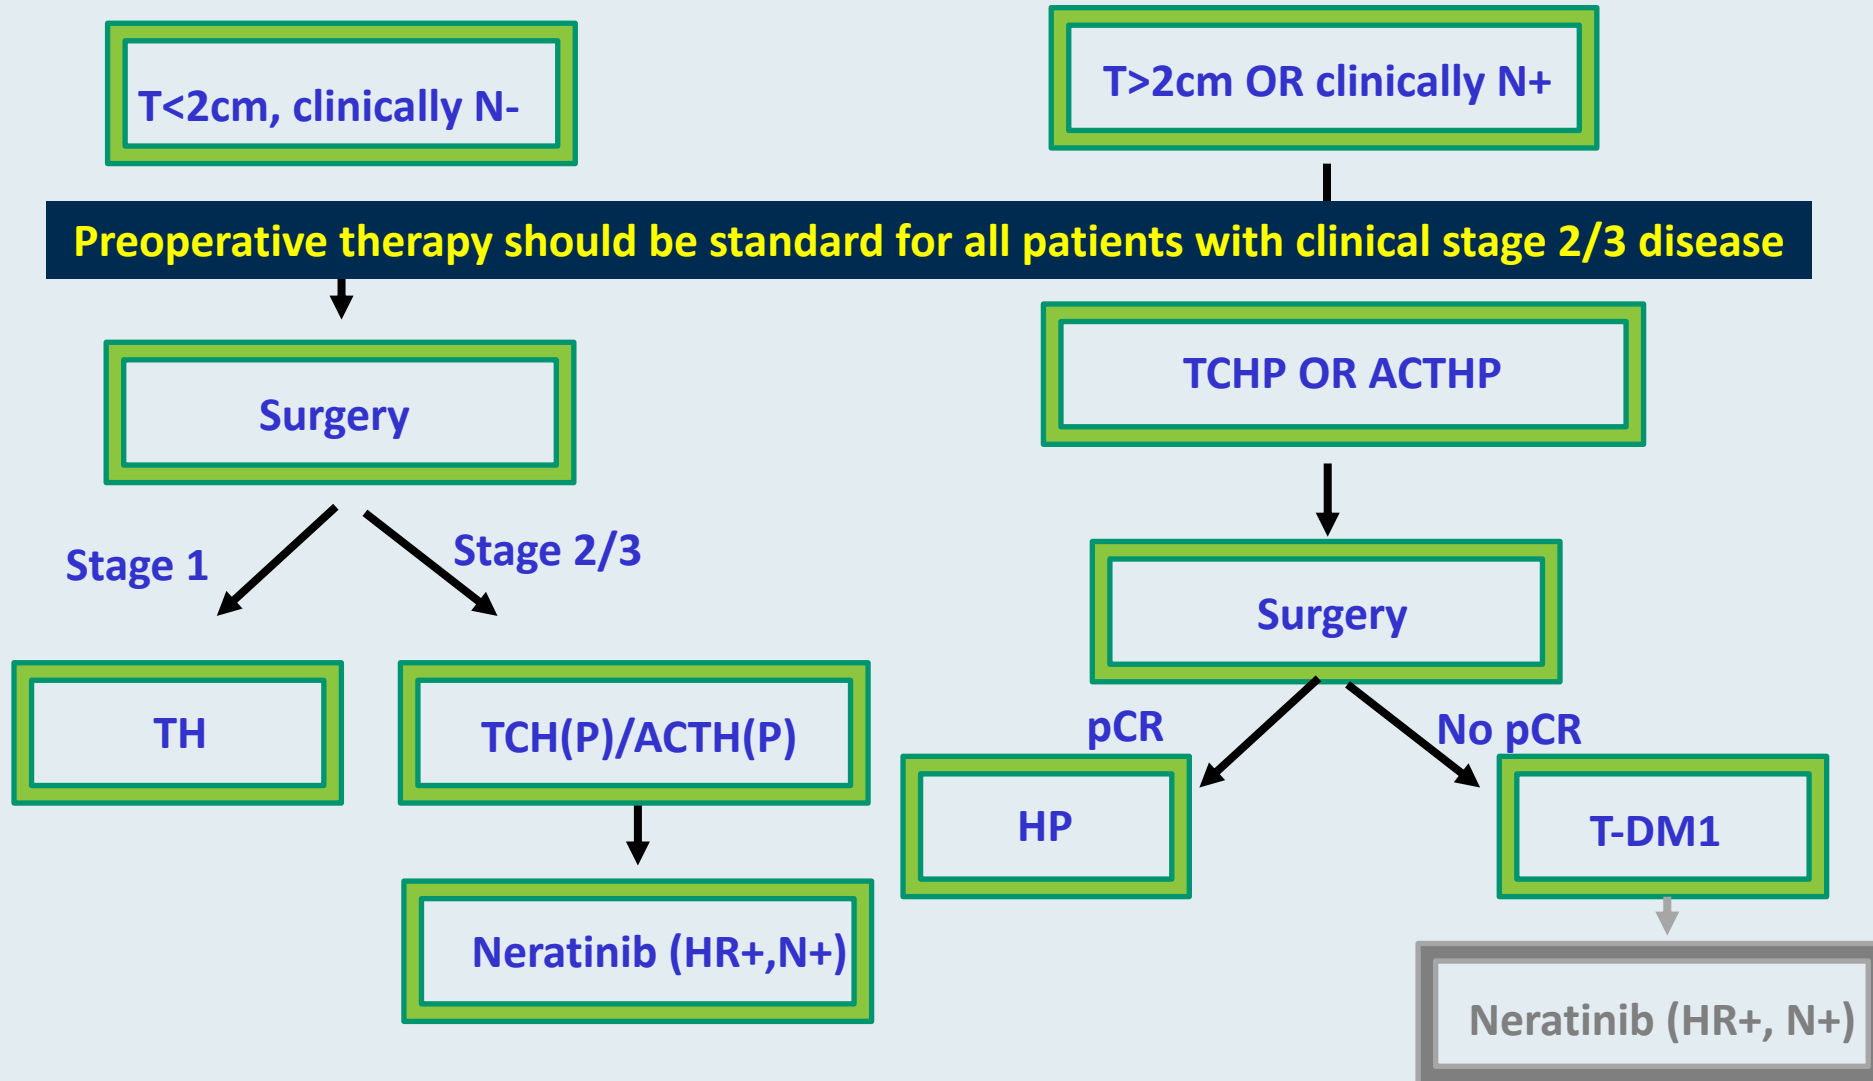 T<2cm, clinically N-
T>2cm OR clinically N+
Preoperative therapy should be standard for all patients with clinical stage 2/3 disease
Surgery
TCHP OR ACTHP
Stage 1
Stage 2/3
Surgery
TH
TCH(P)/ACTH(P)
pCR
No pCR
HP
T-DM1
Neratinib (HR+,N+)
Neratinib (HR+, N+)